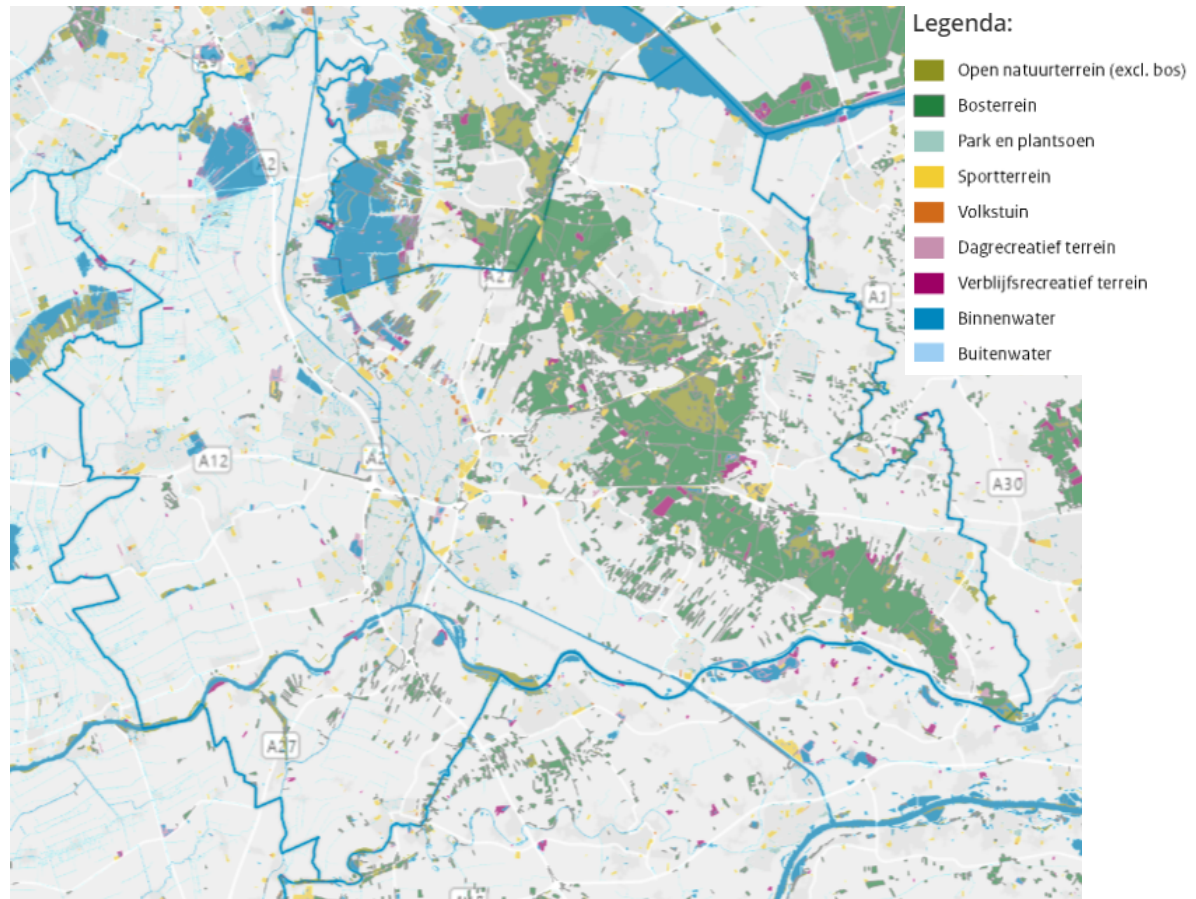 Legenda:
Open natuurterrein (excl. bos)
Bosterrein
Park en plantsoen
Sportterrein
Volkstuin
Dagrecreatief terrein
Verblijfsrecreatief terrein
Binnenwater
Buitenwater
A2
A1
A12
A2
A30
A27